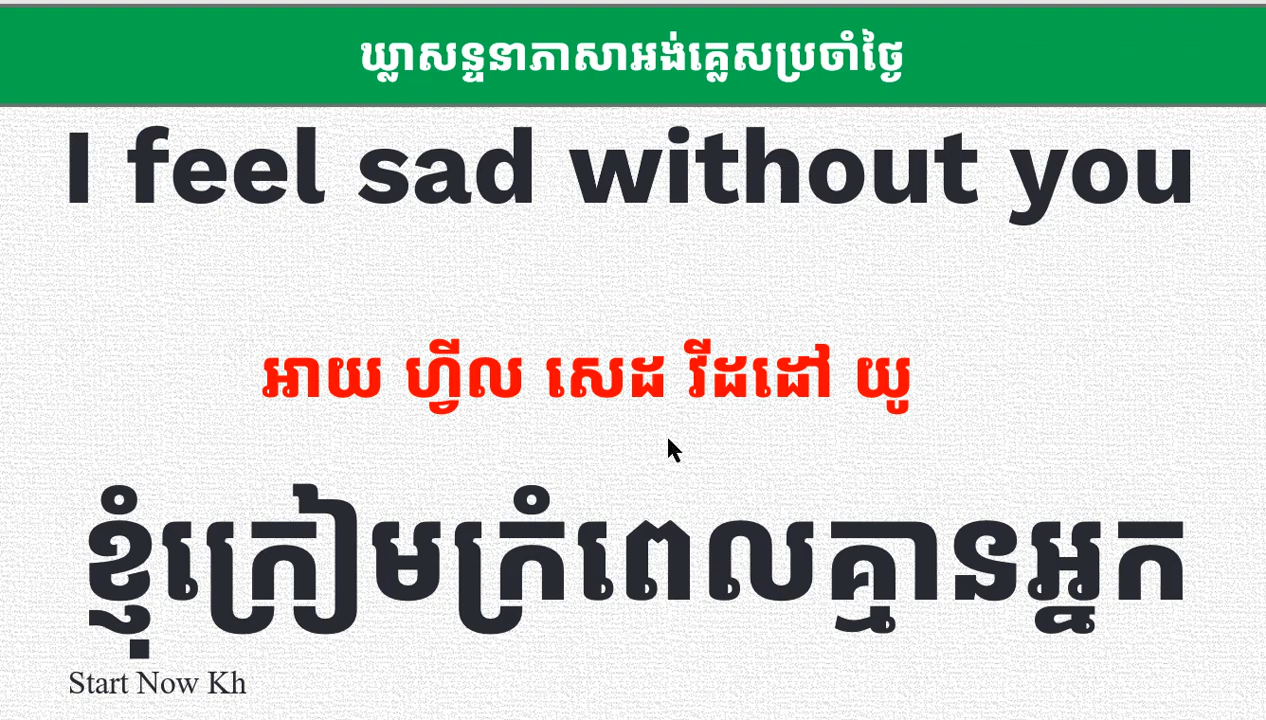 ឃ្លាសន្ទនាភាសាអង់គ្លេសប្រចាំថ្ងៃ
I feel sad without you
អាយ ហ្វីល សេដ វីដដៅ យូ
ខ្ញុំក្រៀមក្រំពេលគ្មានអ្នក
Start Now Kh